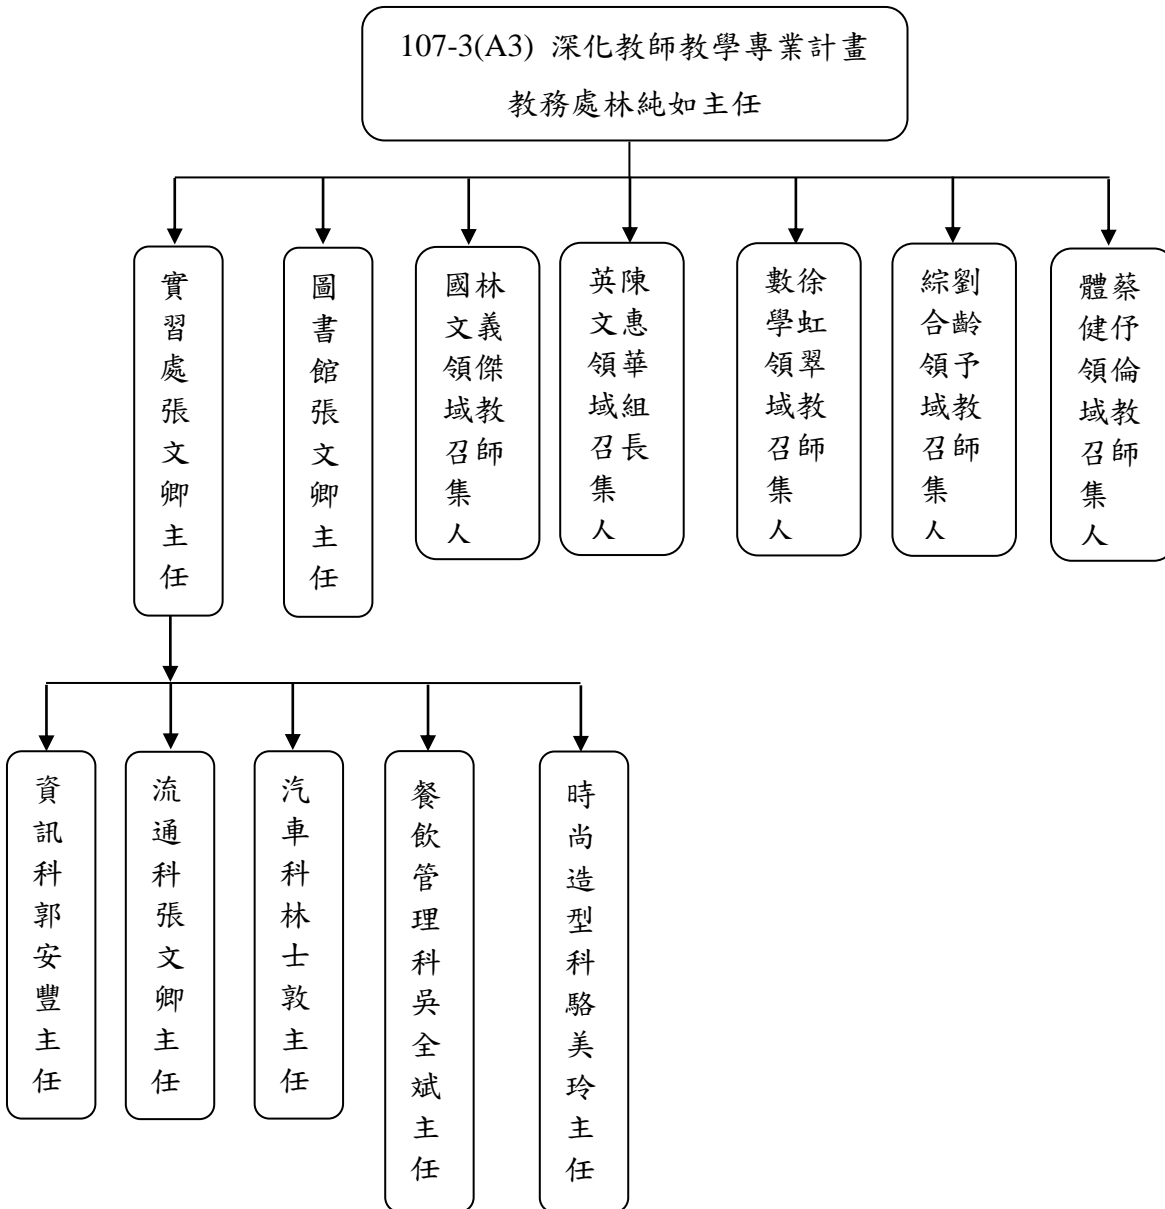 107-3(A3) 深化教師教學專業計畫
教務處林純如主任
實習處張文卿主任
圖書館張文卿主任
國文領域召集人
林義傑教師
英文領域召集人
陳惠華組長
數學領域召集人
徐虹翠教師
綜合領域召集人
劉齡予教師
體健領域召集人
蔡伃倫教師
資訊科郭安豐主任
流通科張文卿主任
汽車科林士敦主任
餐飲管理科吳全斌主任
時尚造型科駱美玲主任